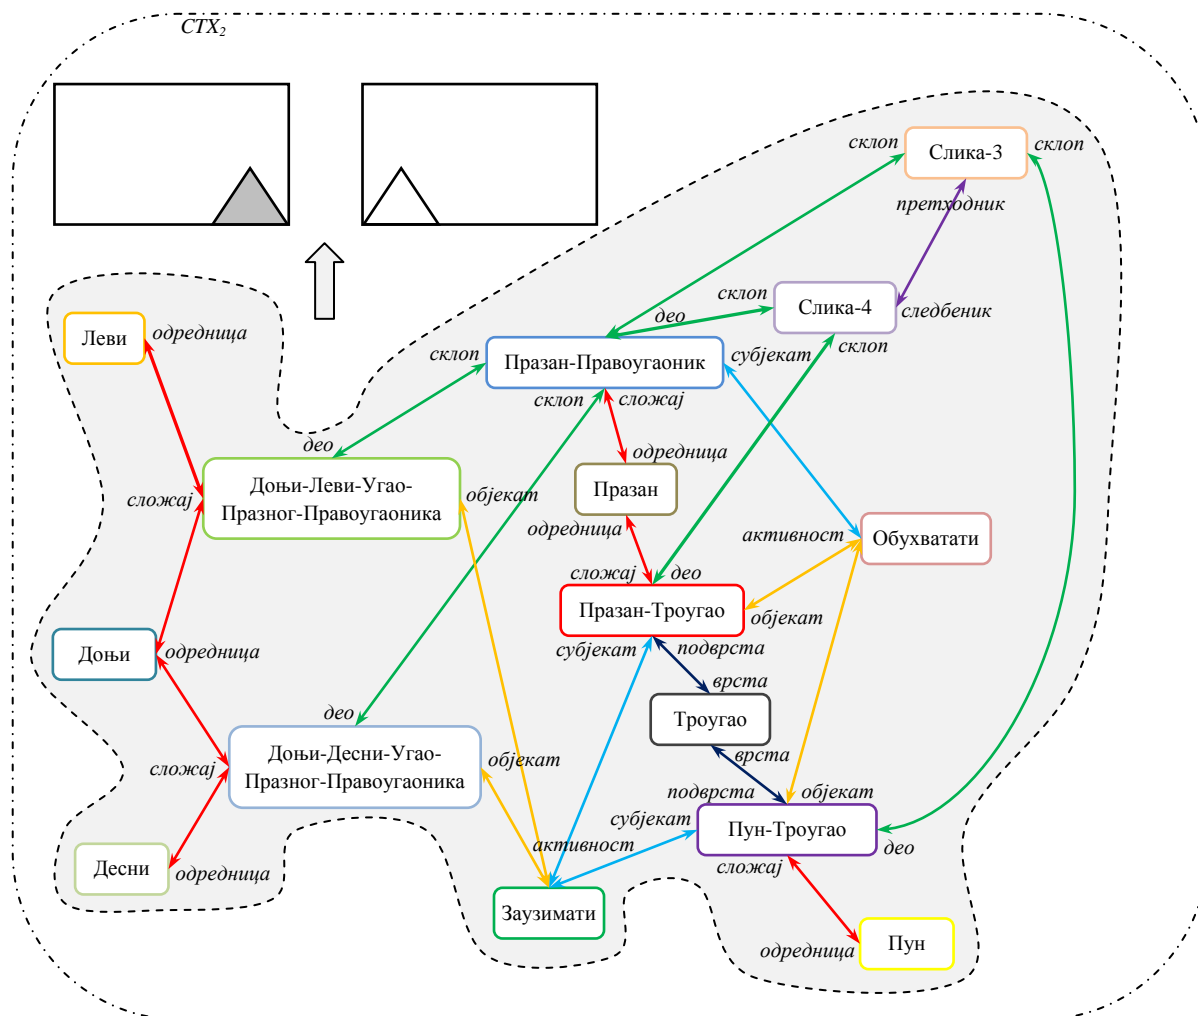 CTX2
склоп
Слика-3
склоп
претходник
склоп
Слика-4
следбеник
део
склоп
Леви
одредница
склоп
Празан-Правоугаоник
субјекат
склоп
сложај
део
одредница
сложај
Доњи-Леви-Угао-
Празног-Правоугаоника
објекат
Празан
одредница
активност
Обухватати
сложај
део
Празан-Троугао
објекат
Доњи
одредница
субјекат
подврста
врста
део
Троугао
сложај
Доњи-Десни-Угао-
Празног-Правоугаоника
објекат
врста
подврста
објекат
субјекат
Пун-Троугао
део
активност
Десни
одредница
сложај
Заузимати
одредница
Пун